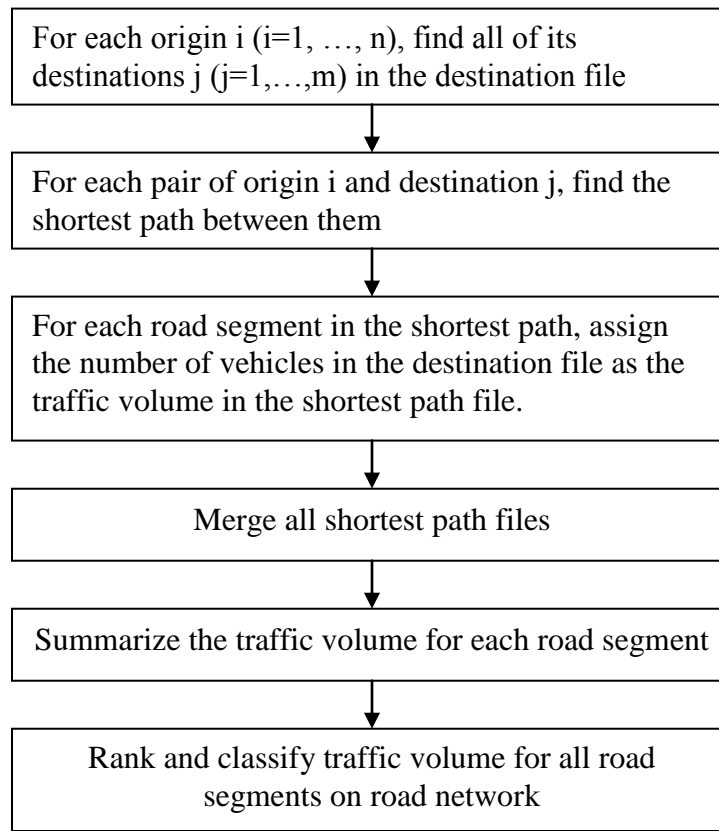 For each origin i (i=1, …, n), find all of its
destinations j (j=1,…,m) in the destination file
For each pair of origin i and destination j, find the
shortest path between them
For each road segment in the shortest path, assign
the number of vehicles in the destination file as the
traffic volume in the shortest path file.
Merge all shortest path files
Summarize the traffic volume for each road segment
Rank and classify traffic volume for all road
segments on road network